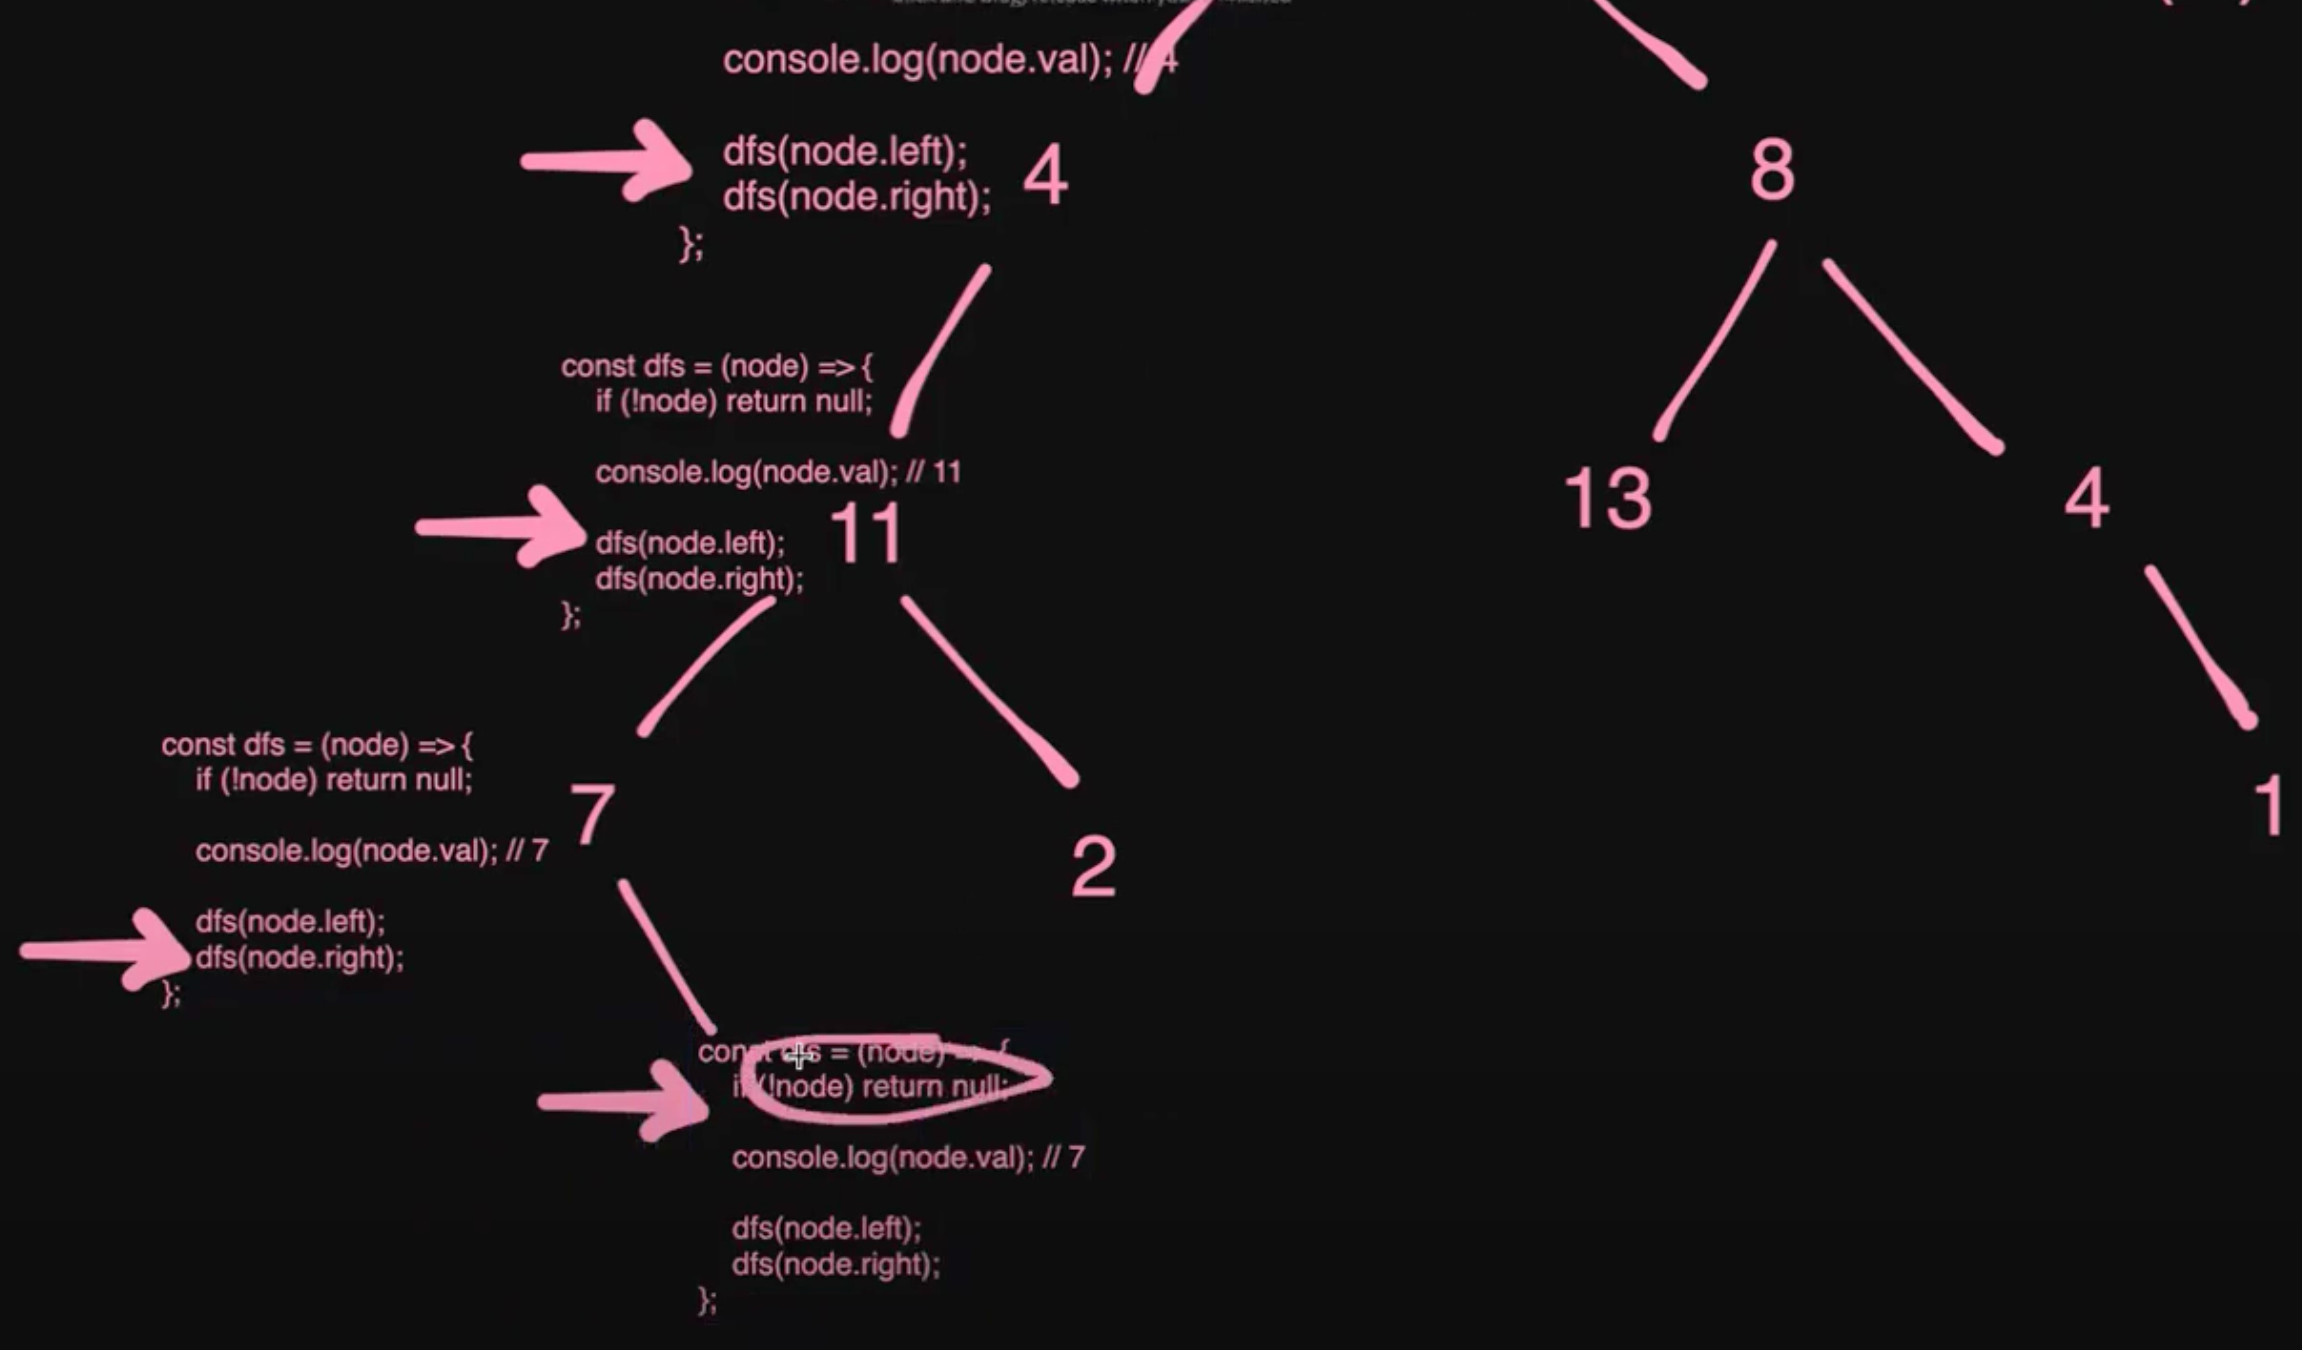 console.log(node.val); // 4
dfs(node.left);
dfs(node.right);
};
4
8
const dfs = (node) => {
if (!node) return null;
console.log(node.val); // 11
dfs(node.left);
dfs(node.right);
};
11
13
4
const dfs = (node) => {
if (!node) return null;
console.log(node.val); // 7
dfs(node.left);
dfs(node.right);
};
7
2
1
const dfs = (node) => {
if (!node) return null;
console.log(node.val); // 7
dfs(node.left);
dfs(node.right);
};